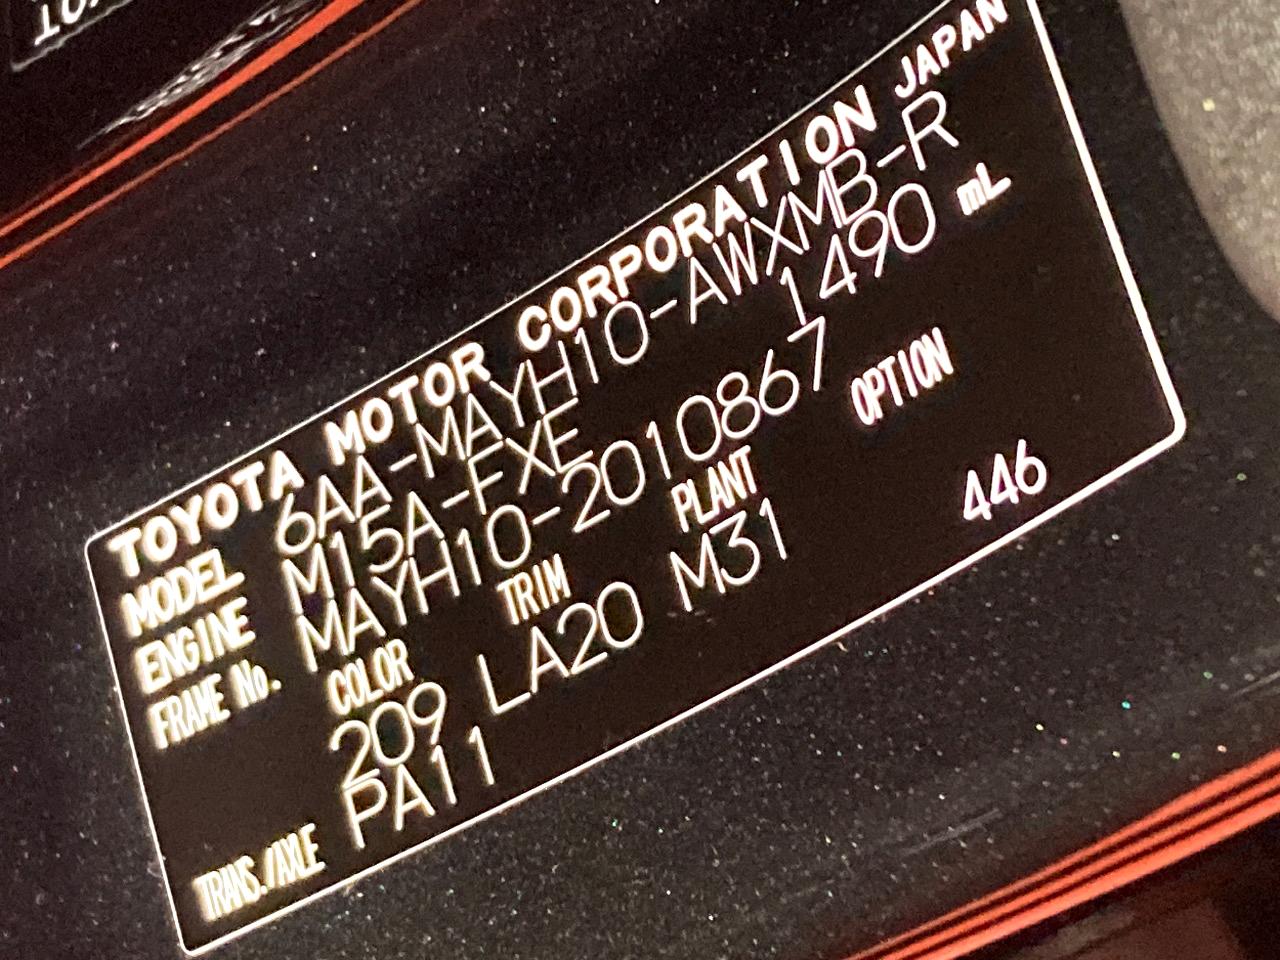 TOYOTA MOTOR CORPORATION JAPAN
MODEL 6AA-MAYH10-AWXMB-R
ENGINE M15A-FXE 1490 mL
FRAME No. MAYH10-2010867
COLOR TRIM PLANT OPTION
209 LA20 M31 446
TRANS./AXLE PA11